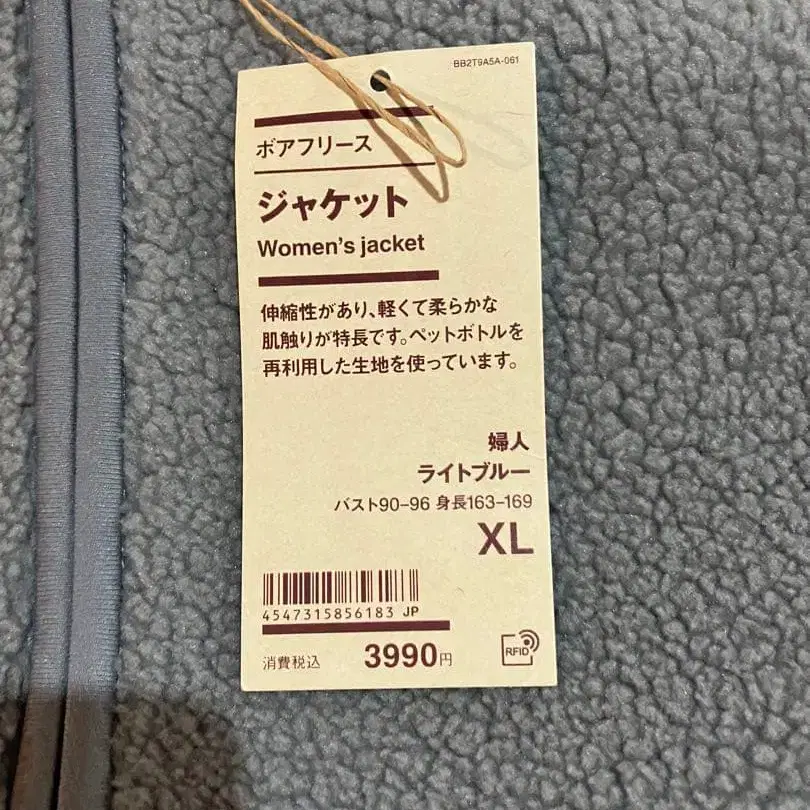 BB2T9A5A-061
ボアフリース
ジャケット
Women's jacket
伸縮性があり、軽くて柔らかな
肌触りが特長です。ペットボトルを
再利用した生地を使っています。
婦人
ライトブルー
バスト90-96 身長163-169
XL
4547315856183 JP
消費税込 3990円
RFID